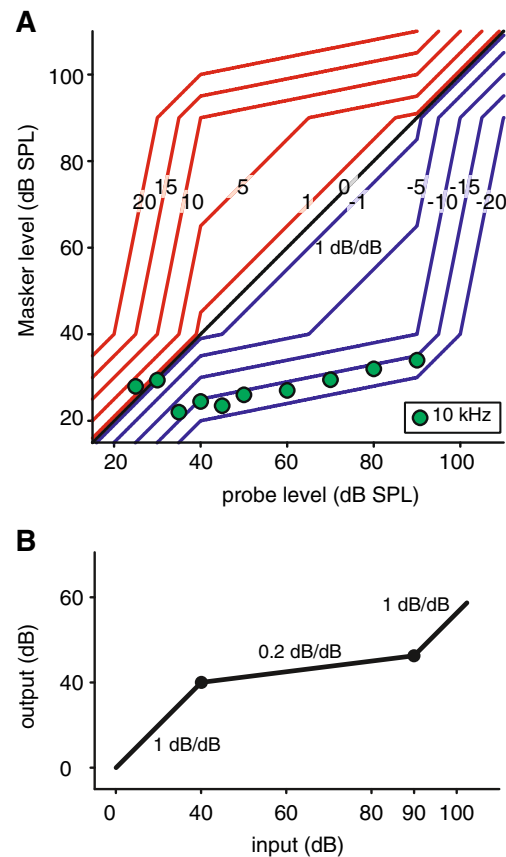 A
Masker level (dB SPL)
100
80
60
40
20
20 15 10 5 1 0 -1 -5 -10 -15 -20
1 dB/dB
10 kHz
20 40 60 80 100
probe level (dB SPL)
B
output (dB)
60
40
0
1 dB/dB
0.2 dB/dB
1 dB/dB
0 40 60 80 90 100
input (dB)